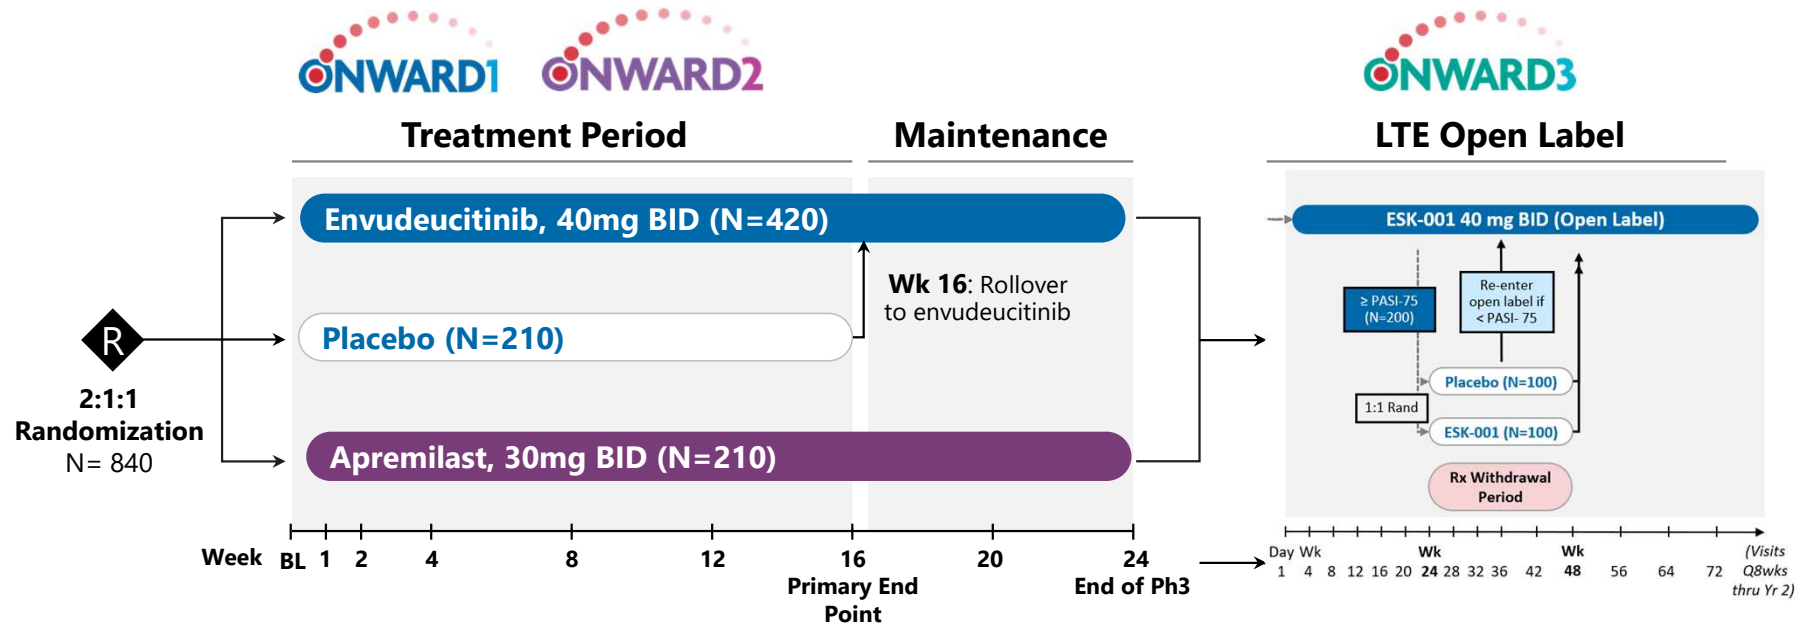 ONWARD1
ONWARD2
ONWARD3
Treatment Period
Maintenance
LTE Open Label
R
2:1:1
Randomization
N= 840
Envudeucitinib, 40mg BID (N=420)
Wk 16: Rollover
to envudeucitinib
Placebo (N=210)
Apremilast, 30mg BID (N=210)
Week BL 1 2 4 8 12 16 20 24
Primary End
Point
End of Ph3
ESK-001 40 mg BID (Open Label)
≥ PASI-75
(N=200)
Re-enter
open label if
< PASI- 75
Placebo (N=100)
1:1 Rand
ESK-001 (N=100)
Rx Withdrawal
Period
Day Wk Wk Wk (Visits
1 4 8 12 16 20 24 28 32 36 42 48 56 64 72 Q8wks
thru Yr 2)